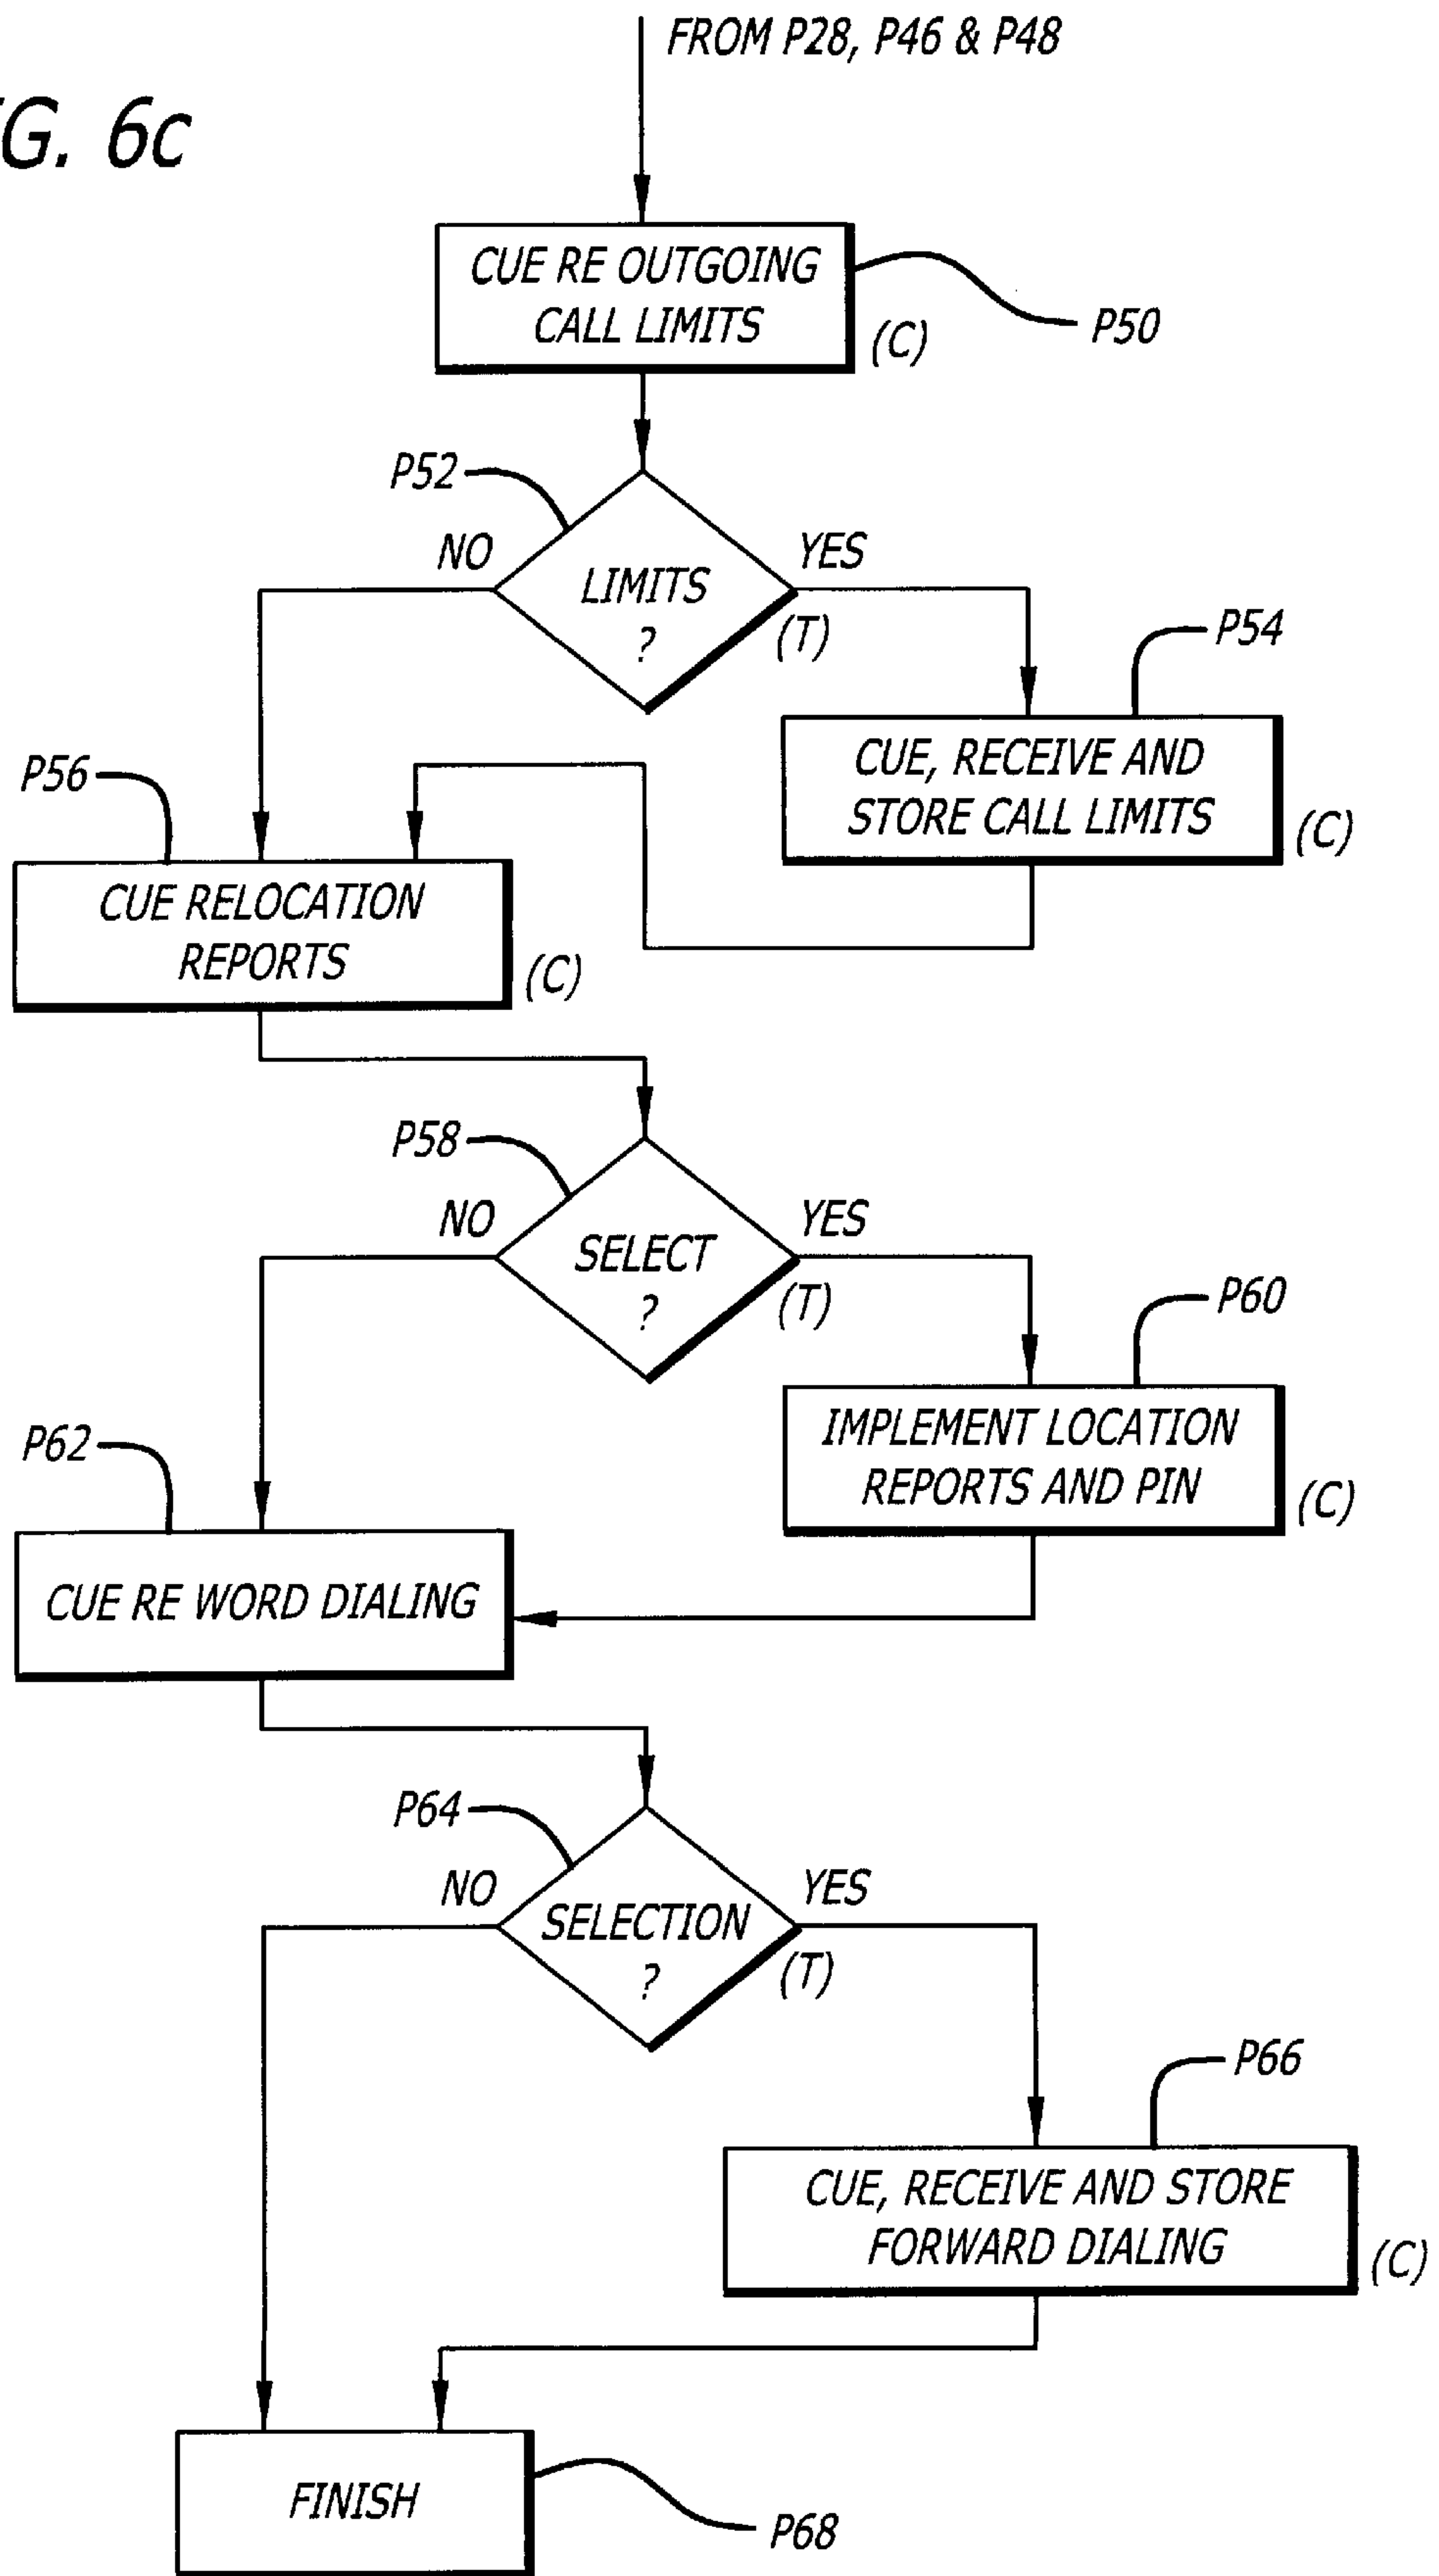 FROM P28, P46 & P48
G. 6c
CUE RE OUTGOING
CALL LIMITS
(C)
P50
P52
NO
YES
LIMITS
?
(T)
P54
CUE, RECEIVE AND
STORE CALL LIMITS
(C)
P56
CUE RELOCATION
REPORTS
(C)
P58
NO
YES
SELECT
?
(T)
P60
IMPLEMENT LOCATION
REPORTS AND PIN
(C)
P62
CUE RE WORD DIALING
P64
NO
YES
SELECTION
?
(T)
P66
CUE, RECEIVE AND STORE
FORWARD DIALING
(C)
FINISH
P68